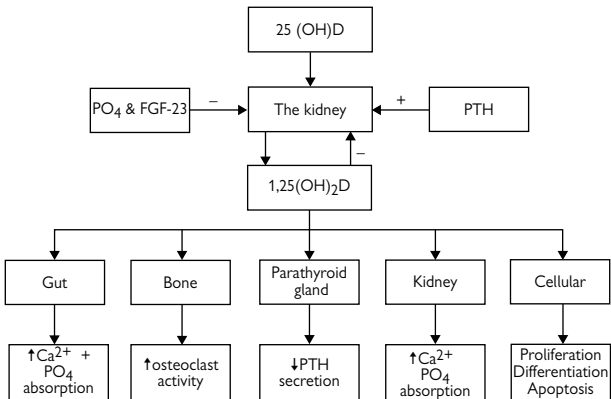 25 (OH)D
PO4 & FGF-23
–
The kidney
+
PTH
–
1,25(OH)2D
Gut
Bone
Parathyroid
gland
Kidney
Cellular
↑Ca2+ +
PO4
absorption
↑osteoclast
activity
↓PTH
secretion
↑Ca2+
PO4
absorption
Proliferation
Differentiation
Apoptosis